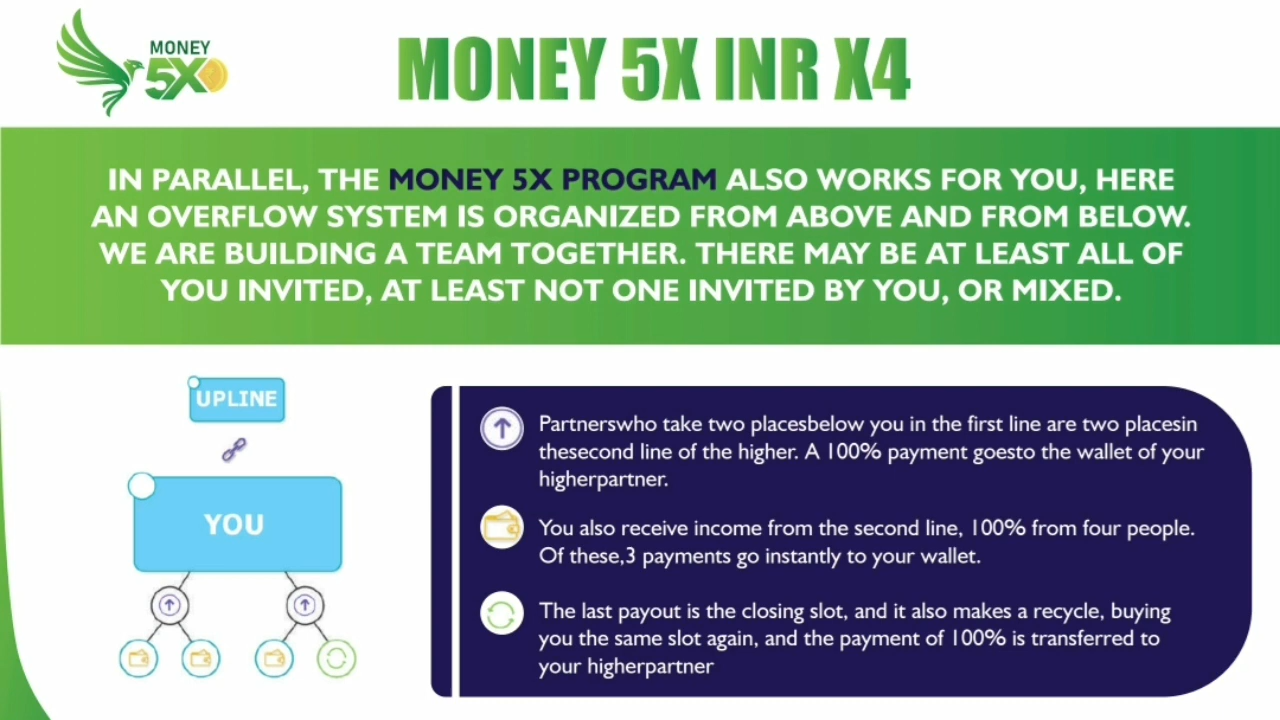 MONEY
5X
MONEY 5X INR X4
IN PARALLEL, THE MONEY 5X PROGRAM ALSO WORKS FOR YOU, HERE
AN OVERFLOW SYSTEM IS ORGANIZED FROM ABOVE AND FROM BELOW.
WE ARE BUILDING A TEAM TOGETHER. THERE MAY BE AT LEAST ALL OF
YOU INVITED, AT LEAST NOT ONE INVITED BY YOU, OR MIXED.
UPLINE
YOU
Partnerswho take two placesbelow you in the first line are two placesin
thesecond line of the higher. A 100% payment goesto the wallet of your
higherpartner.
You also receive income from the second line, 100% from four people.
Of these,3 payments go instantly to your wallet.
The last payout is the closing slot, and it also makes a recycle, buying
you the same slot again, and the payment of 100% is transferred to
your higherpartner